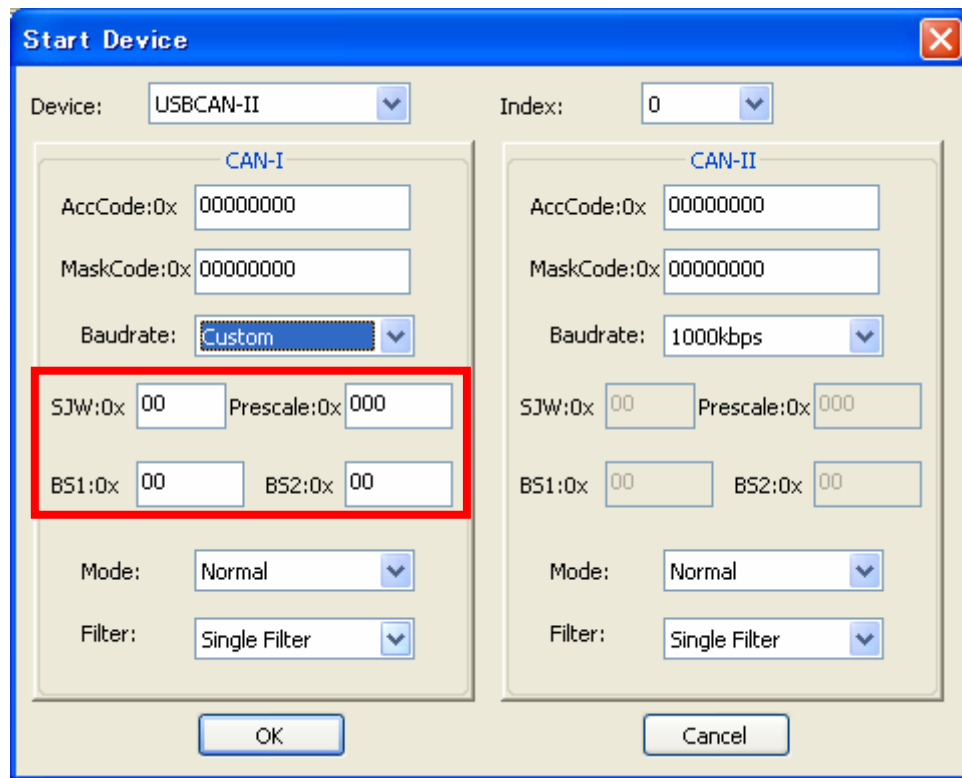 Start Device
Device: USBCAN-II Index: 0
CAN-I
AccCode:0x 00000000
MaskCode:0x 00000000
Baudrate: Custom
SJW:0x 00 Prescale:0x 000
BS1:0x 00 BS2:0x 00
Mode: Normal
Filter: Single Filter
CAN-II
AccCode:0x 00000000
MaskCode:0x 00000000
Baudrate: 1000kbps
SJW:0x 00 Prescale:0x 000
BS1:0x 00 BS2:0x 00
Mode: Normal
Filter: Single Filter
OK Cancel